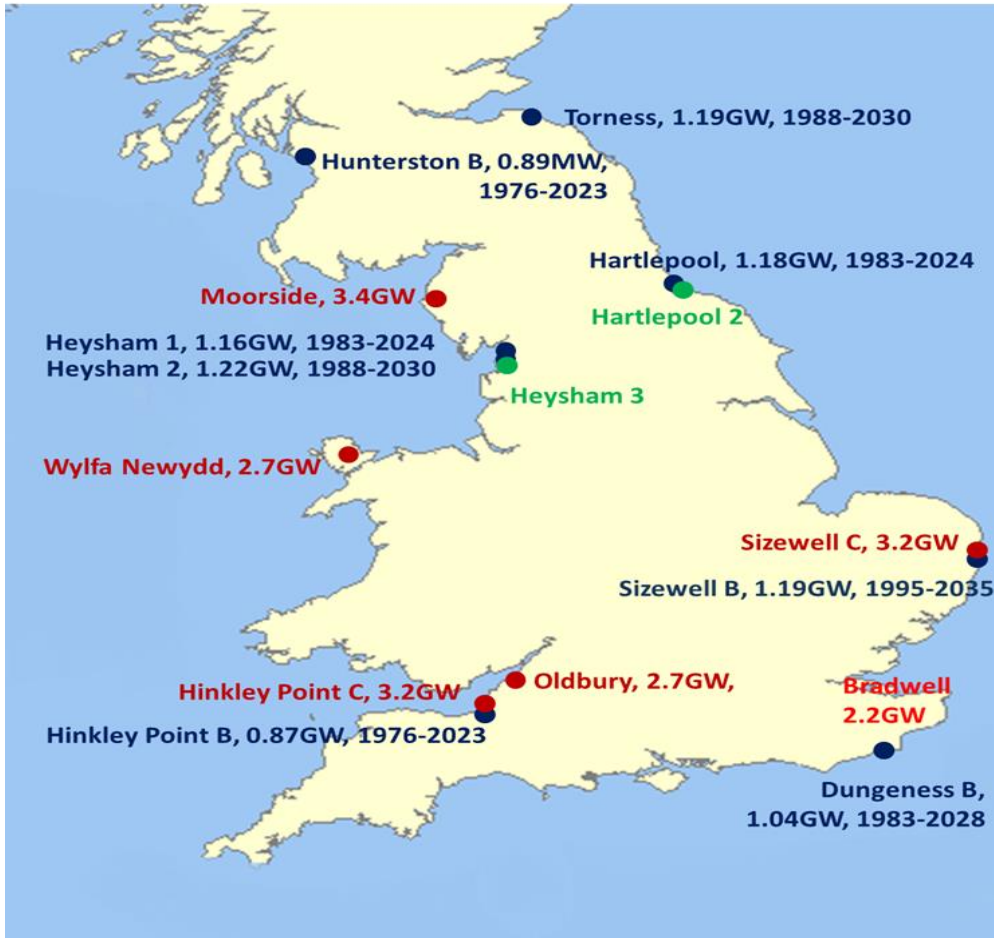 Torness, 1.19GW, 1988-2030
Hunterston B, 0.89MW,
1976-2023
Hartlepool, 1.18GW, 1983-2024
Moorside, 3.4GW
Hartlepool 2
Heysham 1, 1.16GW, 1983-2024
Heysham 2, 1.22GW, 1988-2030
Heysham 3
Wylfa Newydd, 2.7GW
Sizewell C, 3.2GW
Sizewell B, 1.19GW, 1995-2035
Hinkley Point C, 3.2GW
Oldbury, 2.7GW,
Bradwell
2.2GW
Hinkley Point B, 0.87GW, 1976-2023
Dungeness B,
1.04GW, 1983-2028